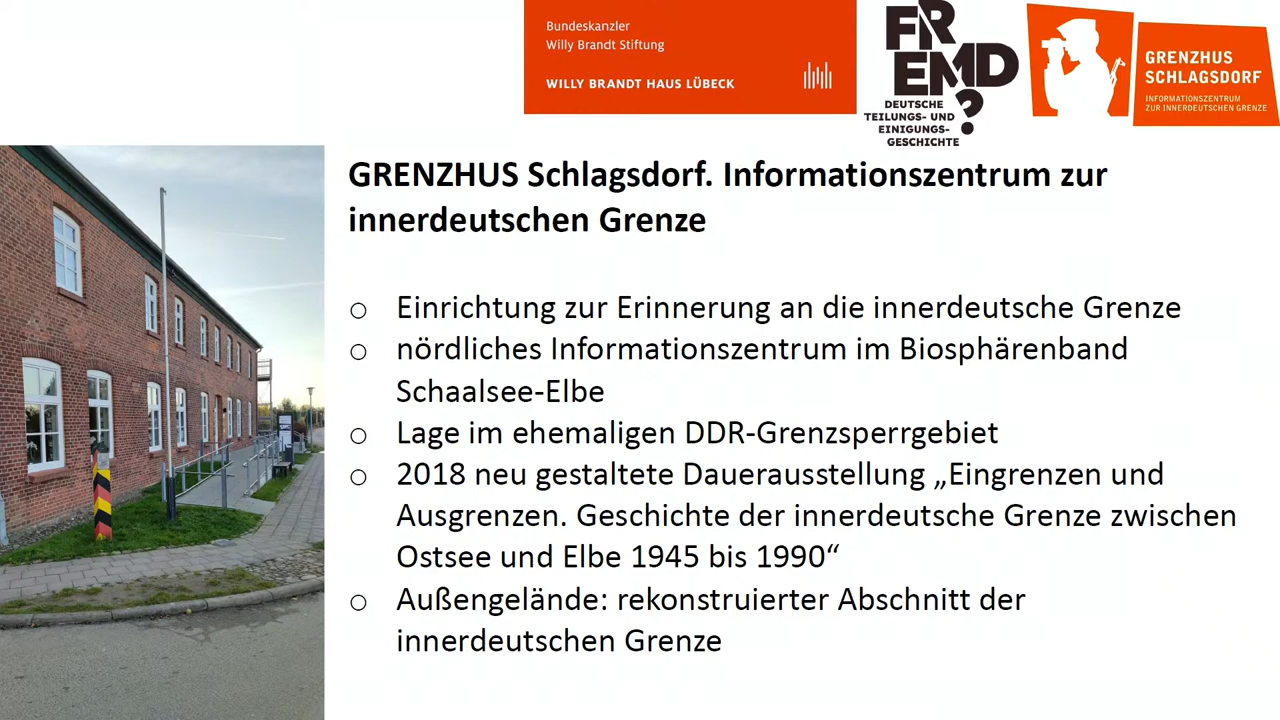 Bundeskanzler
Willy Brandt Stiftung
WILLY BRANDT HAUS LÜBECK
FREMD?
DEUTSCHE
TEILUNGS- UND
EINIGUNGS-
GESCHICHTE
GRENZHUS
SCHLAGSDORF
INFORMATIONSZENTRUM
ZUR INNERDEUTSCHEN GRENZE
GRENZHUS Schlagsdorf. Informationszentrum zur
innerdeutschen Grenze
o Einrichtung zur Erinnerung an die innerdeutsche Grenze
o nördliches Informationszentrum im Biosphärenband
Schaalsee-Elbe
o Lage im ehemaligen DDR-Grenzsperrgebiet
o 2018 neu gestaltete Dauerausstellung „Eingrenzen und
Ausgrenzen. Geschichte der innerdeutsche Grenze zwischen
Ostsee und Elbe 1945 bis 1990“
o Außengelände: rekonstruierter Abschnitt der
innerdeutschen Grenze